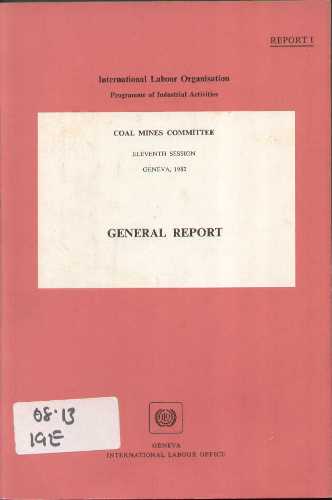 REPORT I
International Labour Organisation
Programme of Industrial Activities
COAL MINES COMMITTEE
ELEVENTH SESSION
GENEVA, 1982
GENERAL REPORT
08.13
19E
GENEVA
INTERNATIONAL LABOUR OFFICE